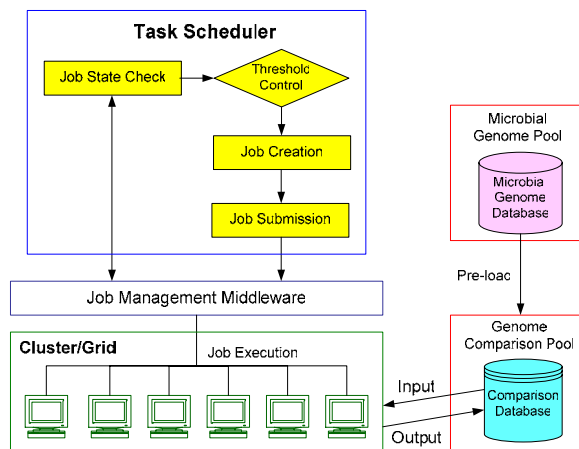 Task Scheduler
Job State Check
Threshold
Control
Job Creation
Job Submission
Job Management Middleware
Cluster/Grid
Job Execution
Microbial
Genome Pool
Microbia
Genome
Database
Pre-load
Genome
Comparison Pool
Comparison
Database
Input
Output